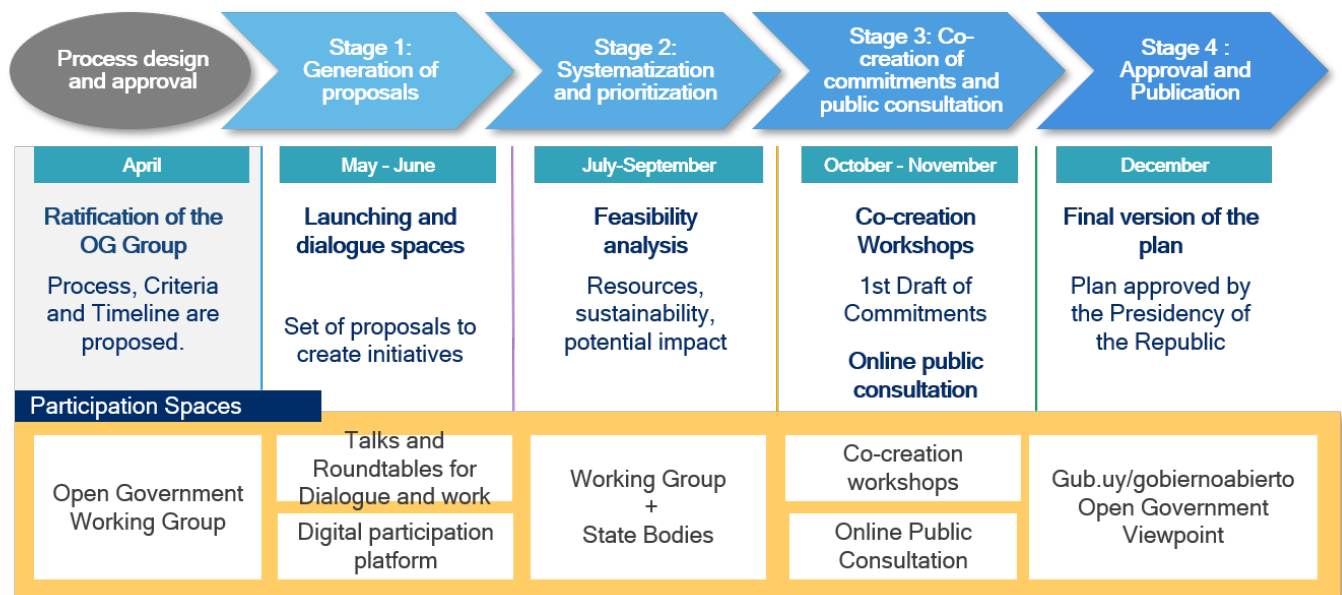 Process design
and approval
Stage 1:
Generation of
proposals
Stage 2:
Systematization
and prioritization
Stage 3: Co-
creation of
commitments and
public consultation
Stage 4 :
Approval and
Publication
April
May - June
July-September
October - November
December
Ratification of the
OG Group
Process, Criteria
and Timeline are
proposed.
Launching and
dialogue spaces
Set of proposals to
create initiatives
Feasibility
analysis
Resources,
sustainability,
potential impact
Co-creation
Workshops
1st Draft of
Commitments
Online public
consultation
Final version of the
plan
Plan approved by
the Presidency of
the Republic
Participation Spaces
Open Government
Working Group
Talks and
Roundtables for
Dialogue and work
Digital participation
platform
Working Group
+
State Bodies
Co-creation
workshops
Online Public
Consultation
Gub.uy/gobiernoabierto
Open Government
Viewpoint